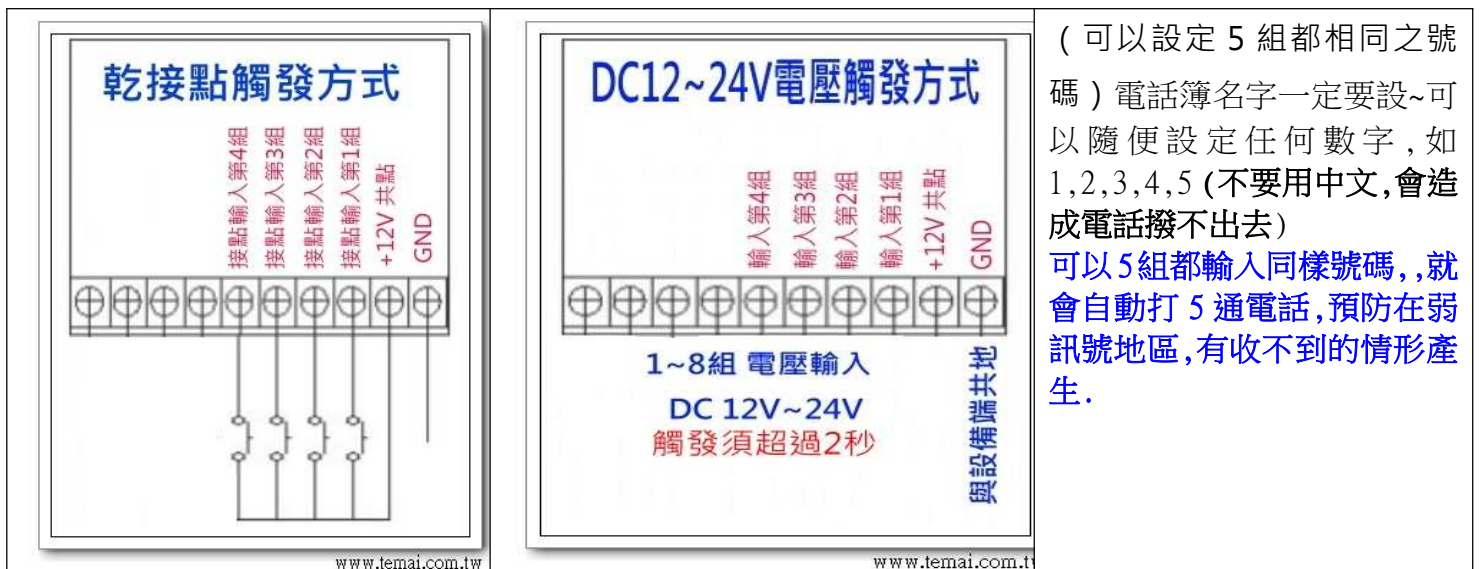 乾接點觸發方式
接點輸入第4組
接點輸入第3組
接點輸入第2組
接點輸入第1組
+12V 共點
GND
www.temai.com.tw
DC12~24V電壓觸發方式
輸入第4組
輸入第3組
輸入第2組
輸入第1組
+12V 共點
GND
1~8組 電壓輸入
DC 12V~24V
觸發須超過2秒
與設備端共地
www.temai.com.tw
(可以設定 5 組都相同之號
碼)電話簿名字一定要設~可
以隨便設定任何數字,如
1,2,3,4,5 (不要用中文,會造
成電話撥不出去)
可以5組都輸入同樣號碼,,就
會自動打 5 通電話,預防在弱
訊號地區,有收不到的情形產
生.